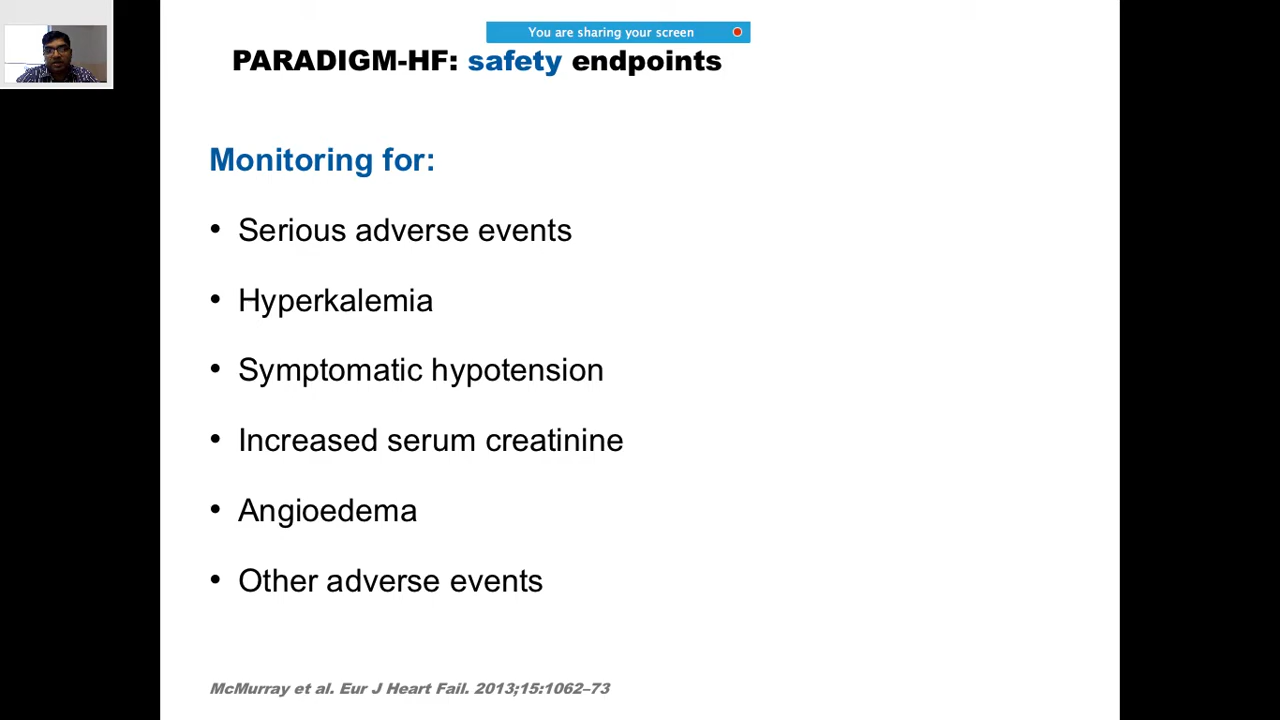 You are sharing your screen
PARADIGM-HF: safety endpoints
Monitoring for:
• Serious adverse events
• Hyperkalemia
• Symptomatic hypotension
• Increased serum creatinine
• Angioedema
• Other adverse events
McMurray et al. Eur J Heart Fail. 2013;15:1062–73